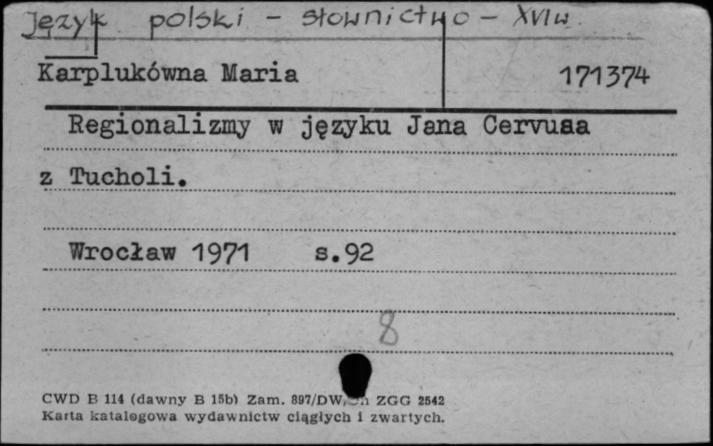 Język polski - słownictwo - XVI w.
Karplukówna Maria 171374
Regionalizmy w języku Jana Cervusa
z Tucholi.
Wrocław 1971 s.92
8
CWD B 114 (dawny B 15b) Zam. 897/DW, ZGG 2542
Karta katalogowa wydawnictw ciągłych i zwartych.